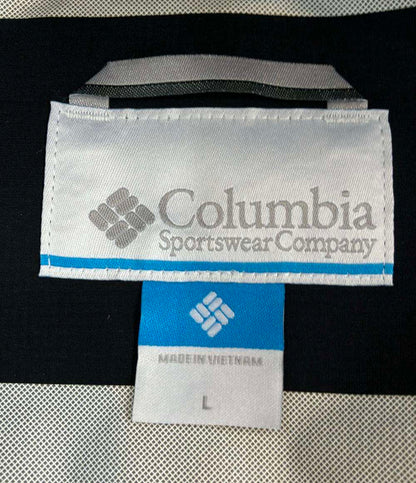 Columbia
Sportswear Company
MADE IN VIETNAM
L